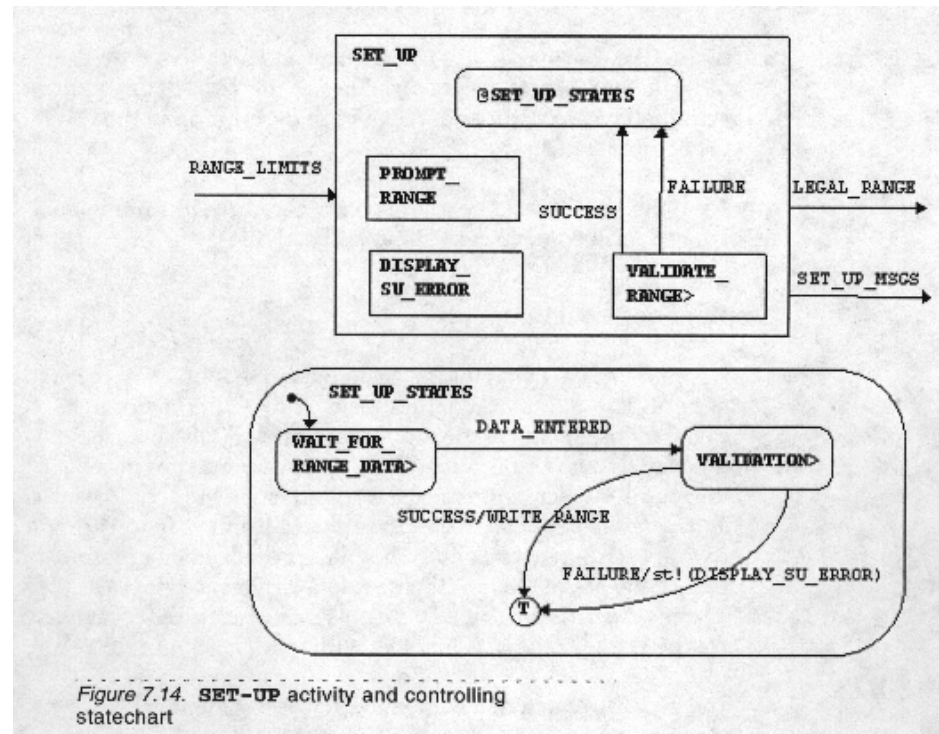 SET_UP
@SET_UP_STATES
RANGE_LIMITS
PROMPT_
RANGE
FAILURE
LEGAL_RANGE
SUCCESS
DISPLAY_
SU_ERROR
VALIDATE_
RANGE>
SET_UP_MSGS
SET_UP_STATES
WAIT_FOR_
RANGE_DATA>
DATA_ENTERED
VALIDATION>
SUCCESS/WRITE_RANGE
FAILURE/st!(DISPLAY_SU_ERROR)
T
Figure 7.14. SET-UP activity and controlling
statechart